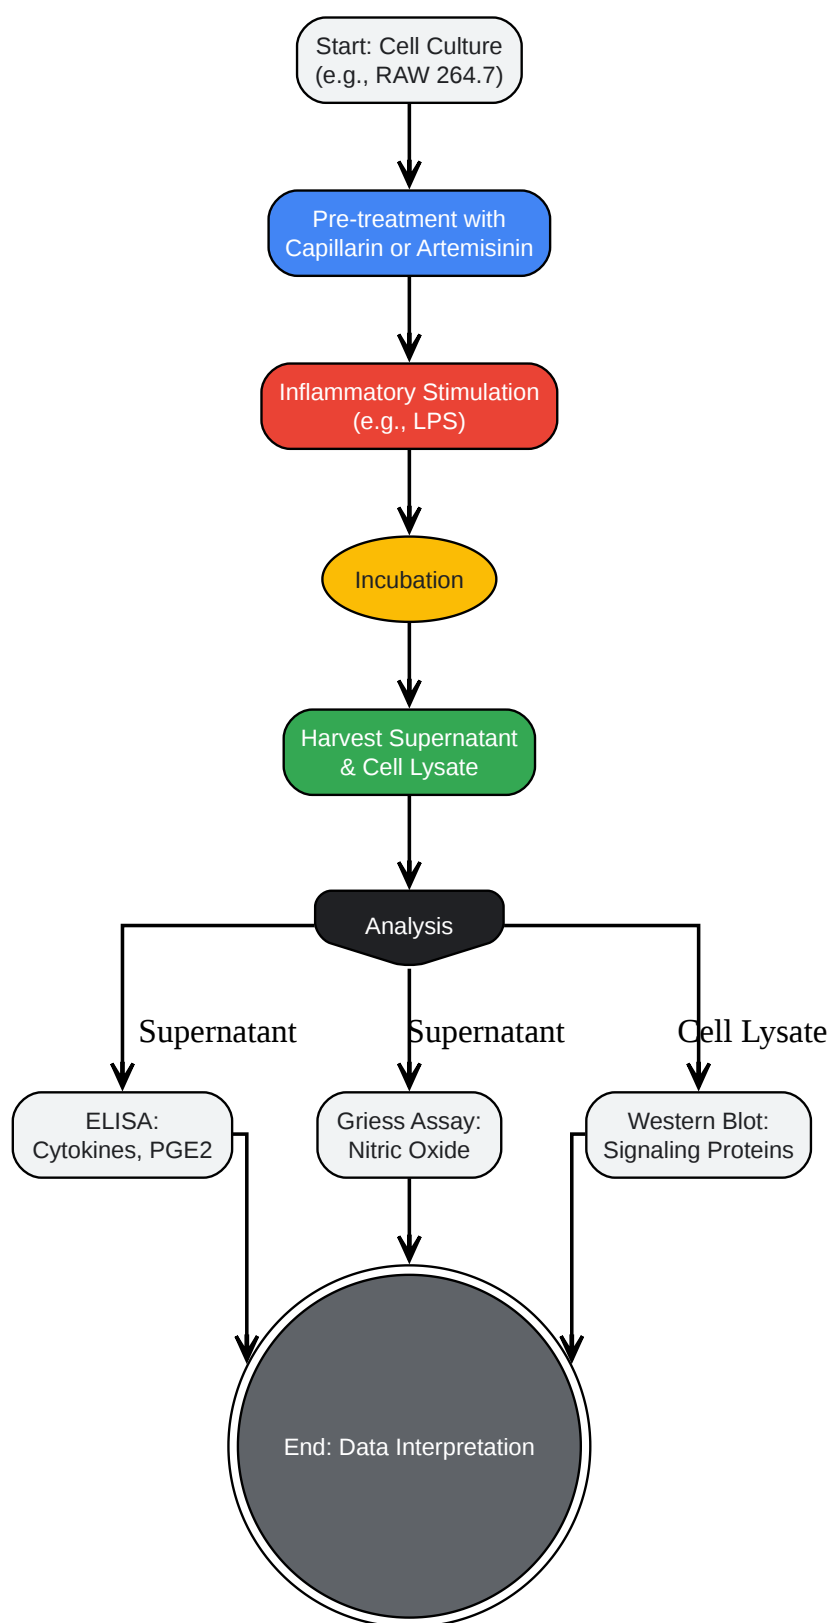 Start: Cell Culture
(e.g., RAW 264.7)
Pre-treatment with
Capillarin or Artemisinin
Inflammatory Stimulation
(e.g., LPS)
Incubation
Harvest Supernatant
& Cell Lysate
Analysis
Supernatant
Supernatant
Cell Lysate
ELISA:
Cytokines, PGE2
Griess Assay:
Nitric Oxide
Western Blot:
Signaling Proteins
End: Data Interpretation